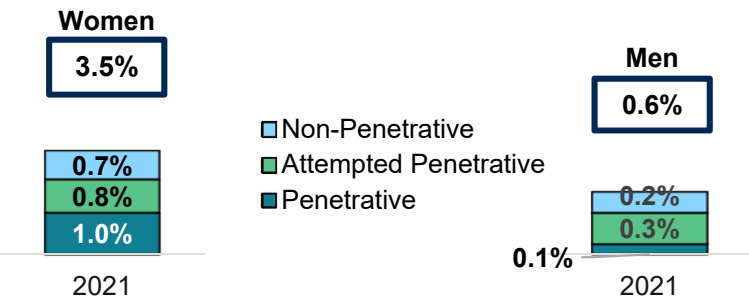 Women
3.5%
0.7%
0.8%
1.0%
2021
Non-Penetrative
Attempted Penetrative
Penetrative
Men
0.6%
0.2%
0.3%
0.1%
2021